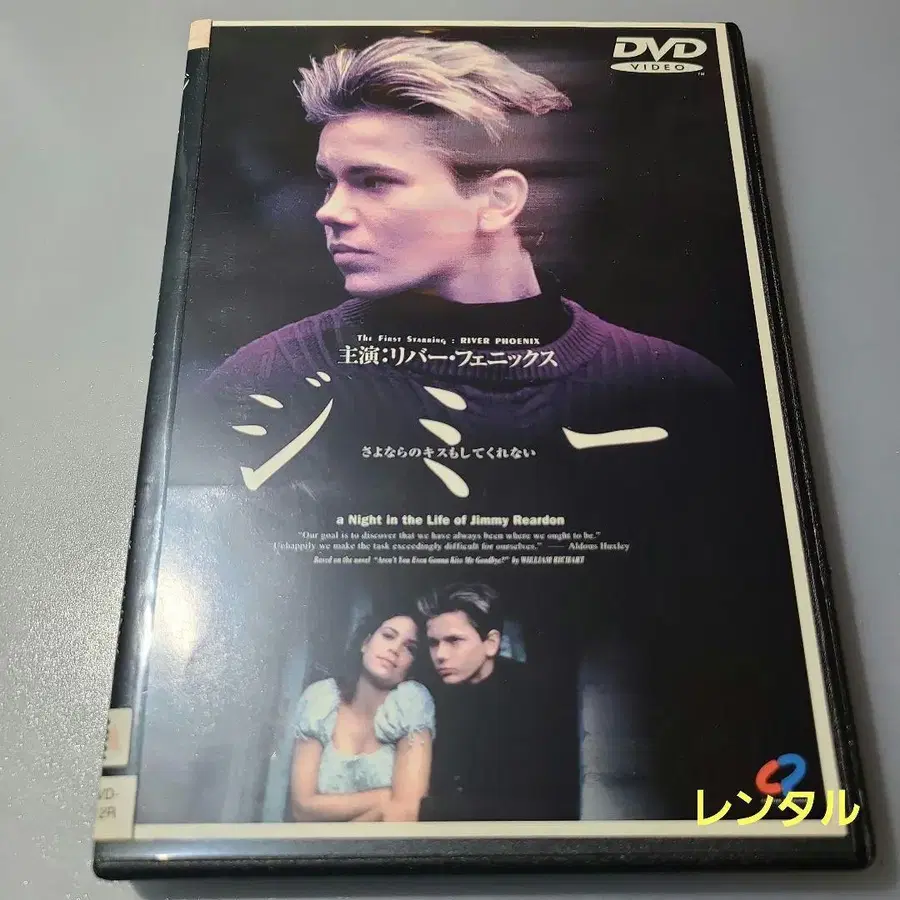 DVD
VIDEO
The First Starring : RIVER PHOENIX
主演:リバー・フェニックス
ジミー
さよならのキスもしてくれない
a Night in the Life of Jimmy Reardon
"Our goal is to discover that we have always been where we ought to be."
Unhappily we make the task exceedingly difficult for ourselves." — Aldous Huxley
Based on the novel "Aren't You Even Gonna Kiss Me Goodbye?" by WILLIAM RICHERT
VD-
2R
レンタル